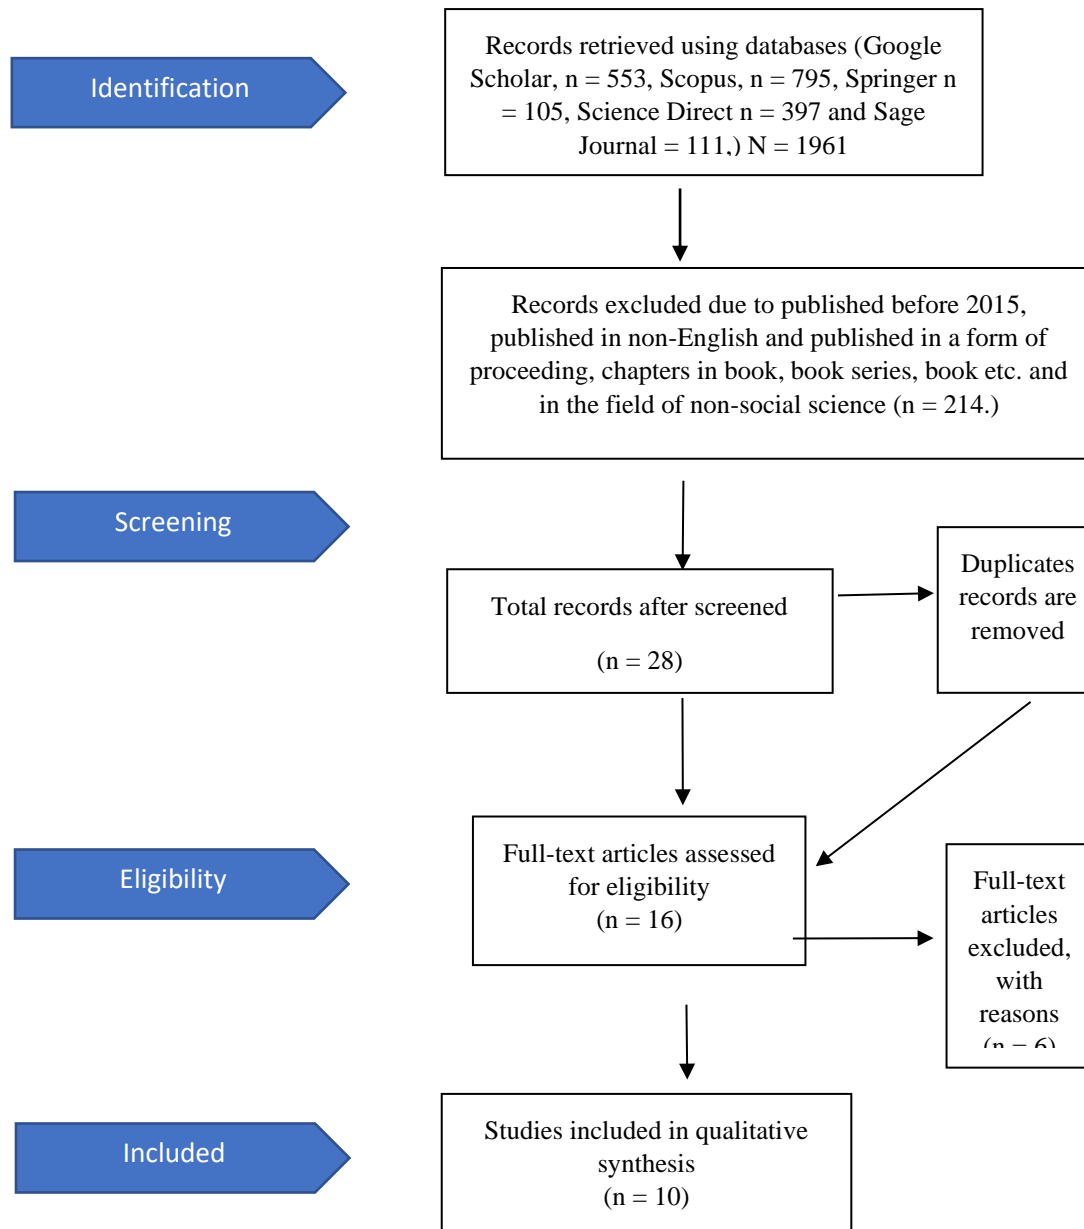 Identification
Records retrieved using databases (Google
Scholar, n = 553, Scopus, n = 795, Springer n
= 105, Science Direct n = 397 and Sage
Journal = 111,) N = 1961
Records excluded due to published before 2015,
published in non-English and published in a form of
proceeding, chapters in book, book series, book etc. and
in the field of non-social science (n = 214.)
Screening
Total records after screened
(n = 28)
Duplicates
records are
removed
Eligibility
Full-text articles assessed
for eligibility
(n = 16)
Full-text
articles
excluded,
with
reasons
(n = 6)
Included
Studies included in qualitative
synthesis
(n = 10)